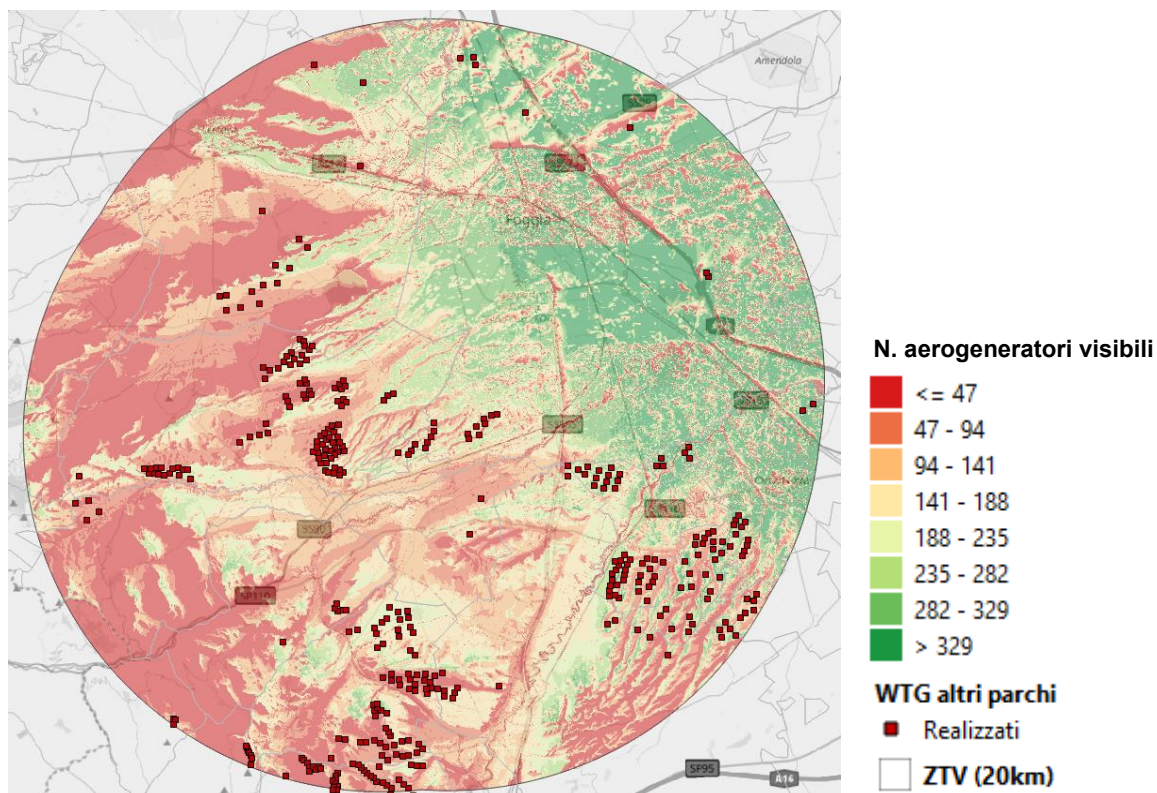 Amendola
Foggia
SS90
SP110
SP95
A16
N. aerogeneratori visibili
<= 47
47 - 94
94 - 141
141 - 188
188 - 235
235 - 282
282 - 329
> 329
WTG altri parchi
Realizzati
ZTV (20km)